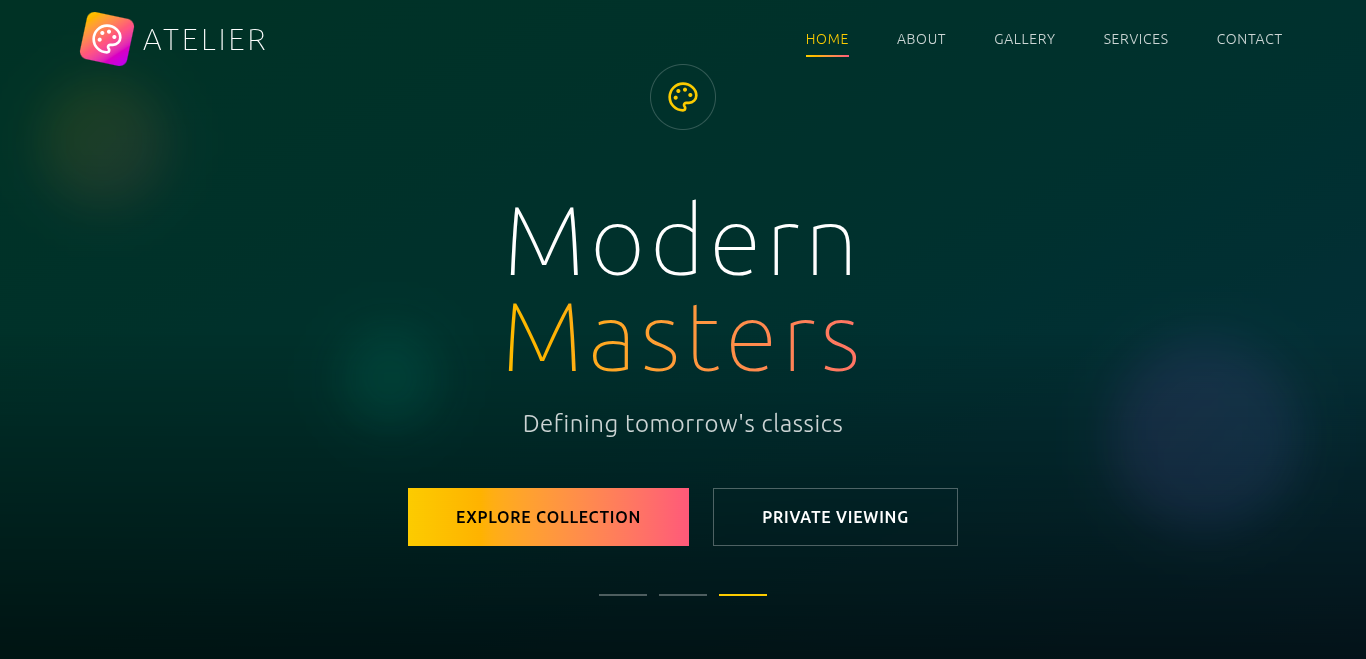 ATELIER
HOME ABOUT GALLERY SERVICES CONTACT
Modern
Masters
Defining tomorrow's classics
EXPLORE COLLECTION PRIVATE VIEWING